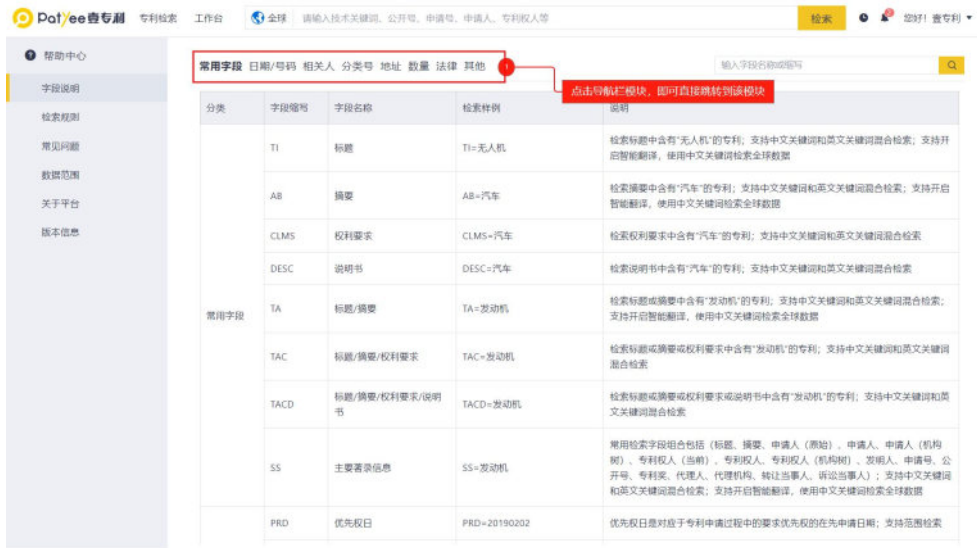 Patyee壹专利 专利检索 工作台 全球 请输入技术关键词、公开号、申请号、申请人、专利权人等 检索 您好！壹专利
帮助中心
字段说明
检索规则
常见问题
数据范围
关于平台
版本信息
常用字段 日期/号码 相关人 分类号 地址 数量 法律 其他 1 输入字段名称或缩写
点击导航栏模块，即可直接跳转到该模块
分类 字段缩写 字段名称 检索样例 说明
常用字段
TI 标题 TI=无人机 检索标题中含有"无人机"的专利；支持中文关键词和英文关键词混合检索；支持开
启智能翻译，使用中文关键词检索全球数据
AB 摘要 AB=汽车 检索摘要中含有"汽车"的专利；支持中文关键词和英文关键词混合检索；支持开启
智能翻译，使用中文关键词检索全球数据
CLMS 权利要求 CLMS=汽车 检索权利要求中含有"汽车"的专利；支持中文关键词和英文关键词混合检索
DESC 说明书 DESC=汽车 检索说明书中含有"汽车"的专利；支持中文关键词和英文关键词混合检索
TA 标题/摘要 TA=发动机 检索标题或摘要中含有"发动机"的专利；支持中文关键词和英文关键词混合检索；
支持开启智能翻译，使用中文关键词检索全球数据
TAC 标题/摘要/权利要求 TAC=发动机 检索标题或摘要或权利要求中含有"发动机"的专利；支持中文关键词和英文关键词
混合检索
TACD 标题/摘要/权利要求/说明 TACD=发动机 检索标题或摘要或权利要求或说明书中含有"发动机"的专利；支持中文关键词和英
书 文关键词混合检索
SS 主要著录信息 SS=发动机 常用检索字段组合包括（标题、摘要、申请人（原始）、申请人、申请人（机构
树）、专利权人（当前）、专利权人、专利权人（机构树）、发明人、申请号、公
开号、专利奖、代理人、代理机构、转让当事人、诉讼当事人）；支持中文关键词
和英文关键词混合检索；支持开启智能翻译，使用中文关键词检索全球数据
PRD 优先权日 PRD=20190202 优先权日是对应于专利申请过程中的要求优先权的在先申请日期；支持范围检索